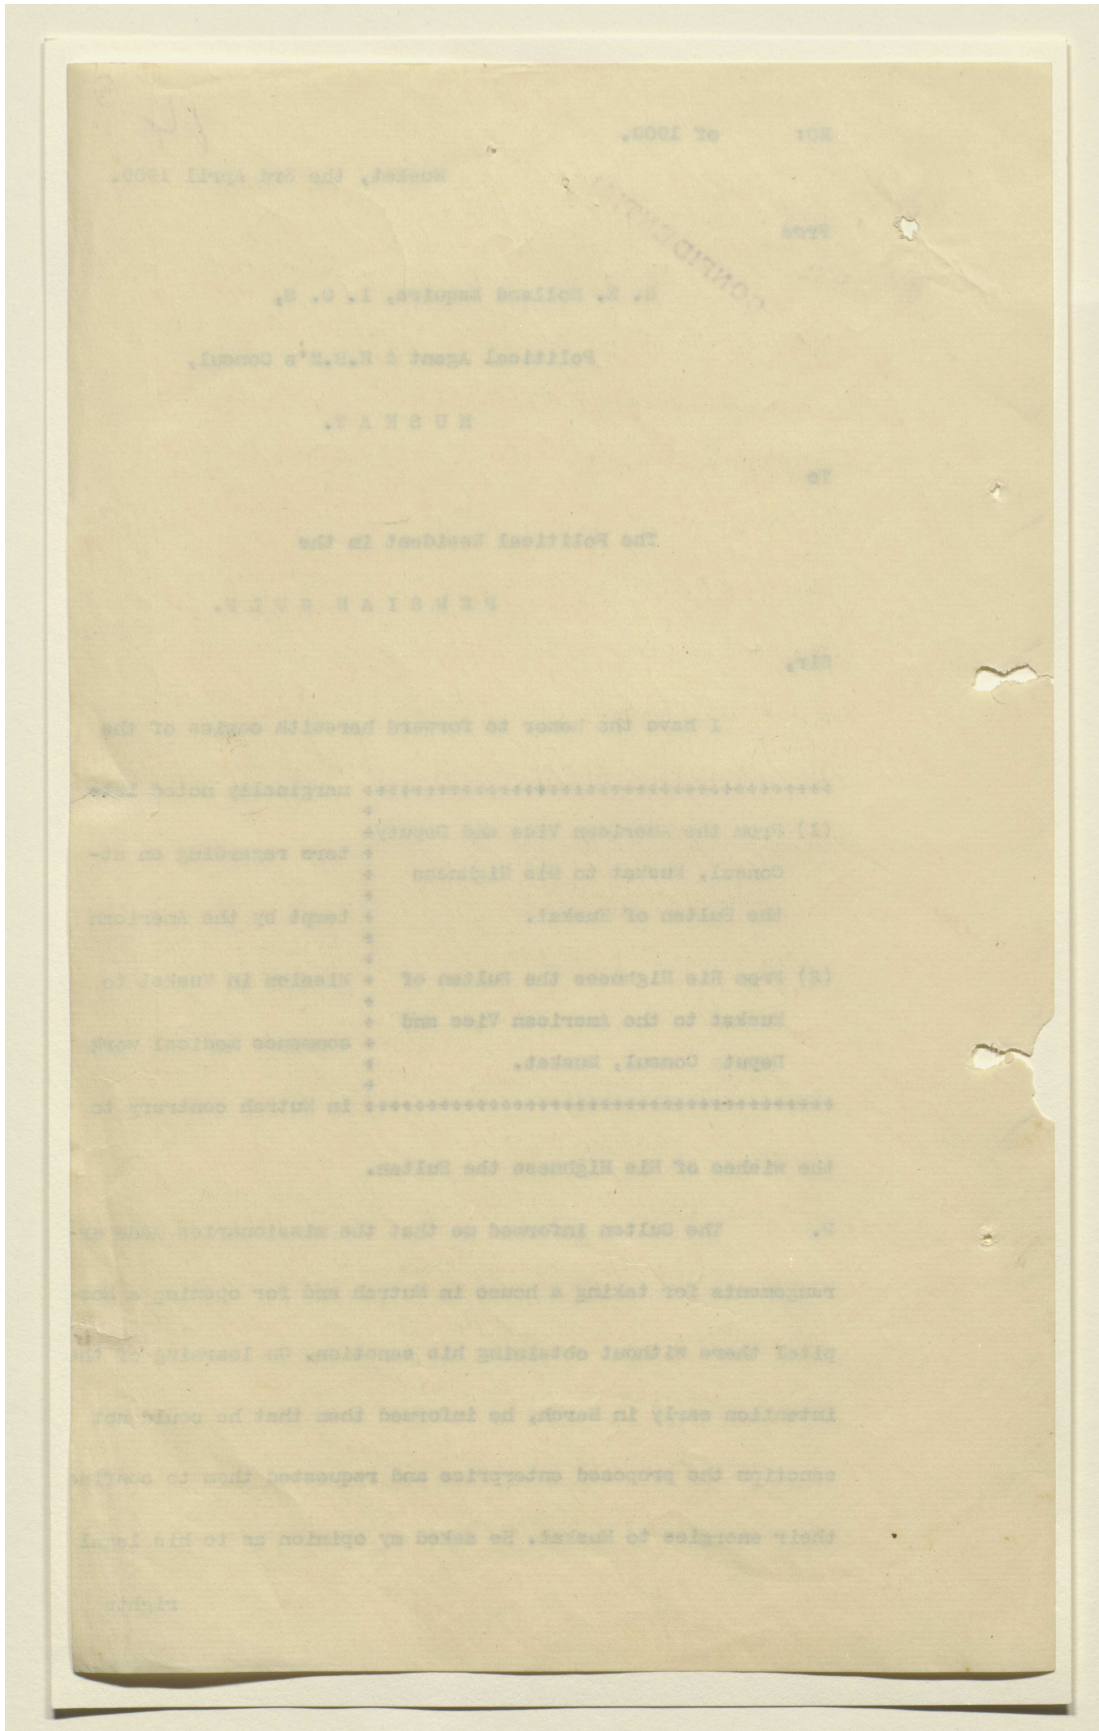 No: of 1909.
Muskat, the 3rd April 1909.
CONFIDENTIAL
From
Holland Esquire, I. C. S,
Political Agent & H.B.M's Consul,
M U S K A T.
To
The Political Resident in the
P E R S I A N G U L F.
Sir,
I have the honor to forward herewith copies of the
marginally noted let-
(1) From the American Vice and Deputy
ters regarding an at-
Consul, Muskat to His Highness
the Sultan of Muskat.
tempt by the American
(2) From His Highness the Sultan of
Mission in Muskat to
Muskat to the American Vice and
commence medical work
Deputy Consul, Muskat.
in Mutrah contrary to
the wishes of His Highness the Sultan.
2. The Sultan informed me that the missionaries made ar-
rangements for taking a house in Mutrah and for opening a hos-
pital there without obtaining his sanction. On learning of the
intention early in March, he informed them that he could not
sanction the proposed enterprise and requested them to confine
their energies to Muskat. He asked my opinion as to his legal
rights